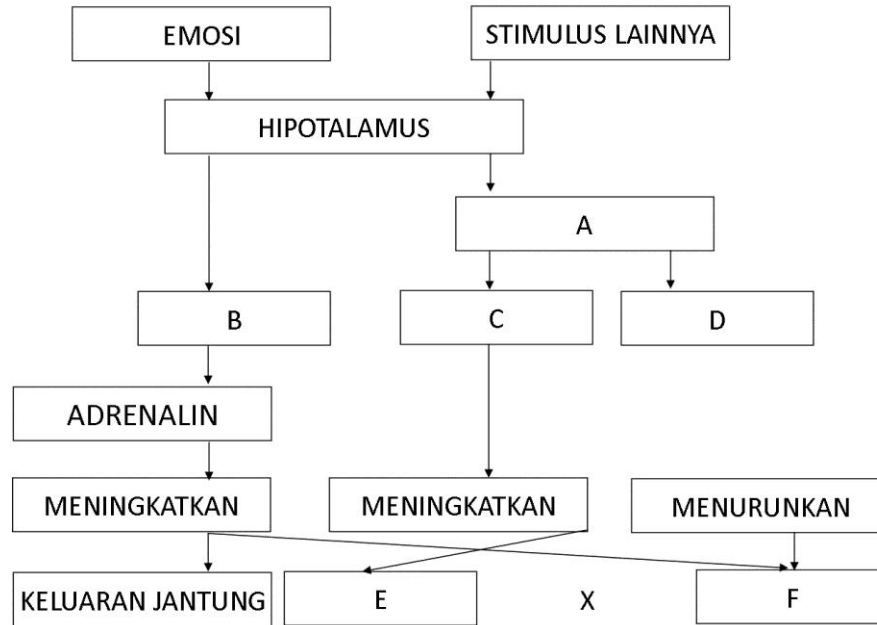 EMOSI
STIMULUS LAINNYA
HIPOTALAMUS
A
B
C
D
ADRENALIN
MENINGKATKAN
MENINGKATKAN
MENURUNKAN
KELUARAN JANTUNG
E
X
F